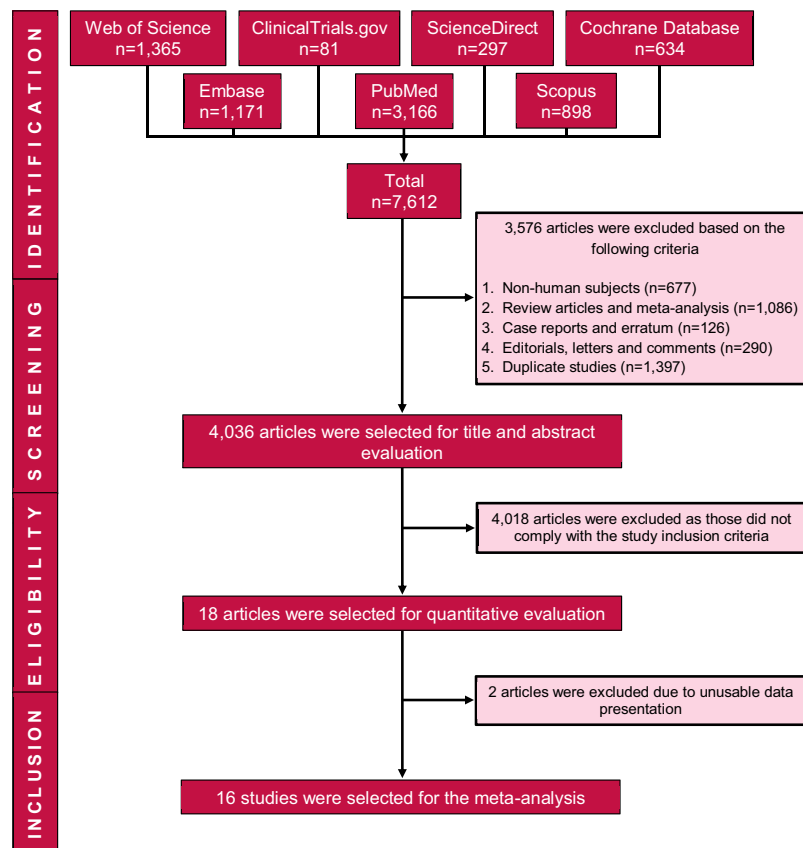 IDENTIFICATION
Web of Science
n=1,365
ClinicalTrials.gov
n=81
ScienceDirect
n=297
Cochrane Database
n=634
Embase
n=1,171
PubMed
n=3,166
Scopus
n=898
Total
n=7,612
3,576 articles were excluded based on the
following criteria
1. Non-human subjects (n=677)
2. Review articles and meta-analysis (n=1,086)
3. Case reports and erratum (n=126)
4. Editorials, letters and comments (n=290)
5. Duplicate studies (n=1,397)
SCREENING
4,036 articles were selected for title and abstract
evaluation
ELIGIBILITY
4,018 articles were excluded as those did not
comply with the study inclusion criteria
18 articles were selected for quantitative evaluation
2 articles were excluded due to unusable data
presentation
INCLUSION
16 studies were selected for the meta-analysis